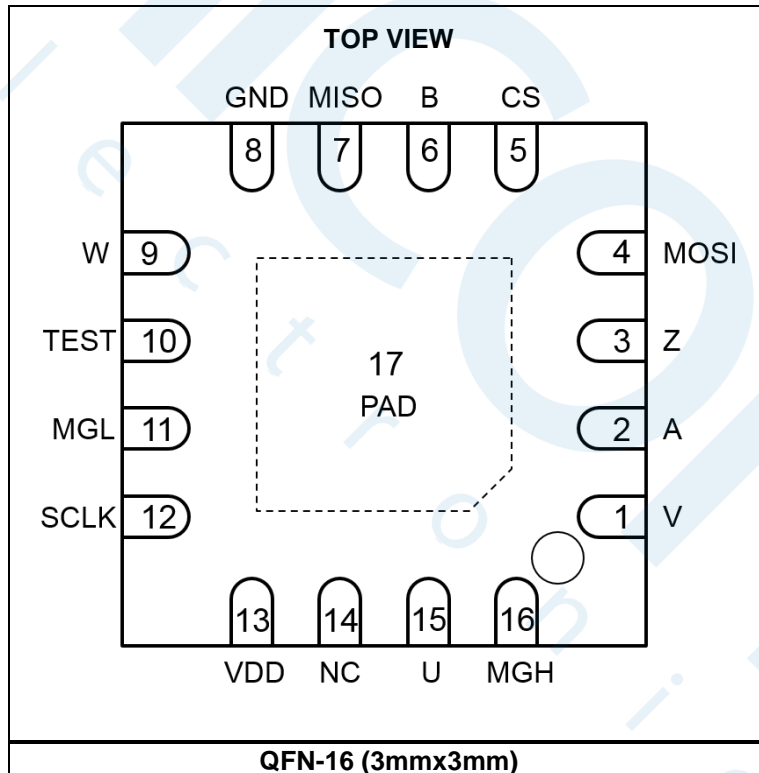 TOP VIEW
GND MISO B CS
8 7 6 5
W 9 4 MOSI
TEST 10 3 Z
17
PAD
MGL 11 2 A
SCLK 12 1 V
13 14 15 16
VDD NC U MGH
QFN-16 (3mmx3mm)